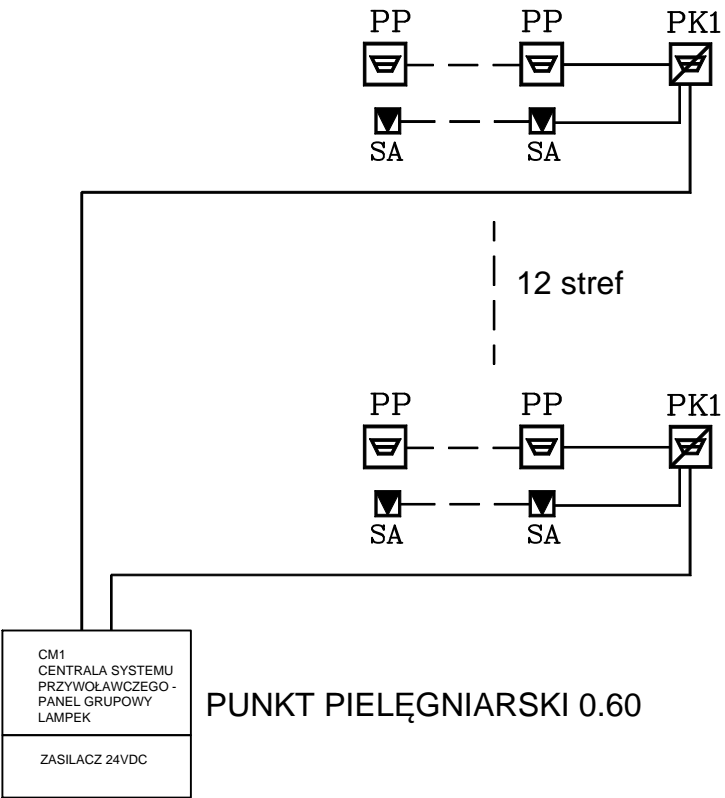 PP PP PK1
SA SA
12 stref
PP PP PK1
SA SA
CM1
CENTRALA SYSTEMU
PRZYWOŁAWCZEGO -
PANEL GRUPOWY
LAMPEK
PUNKT PIELĘGNIARSKI 0.60
ZASILACZ 24VDC